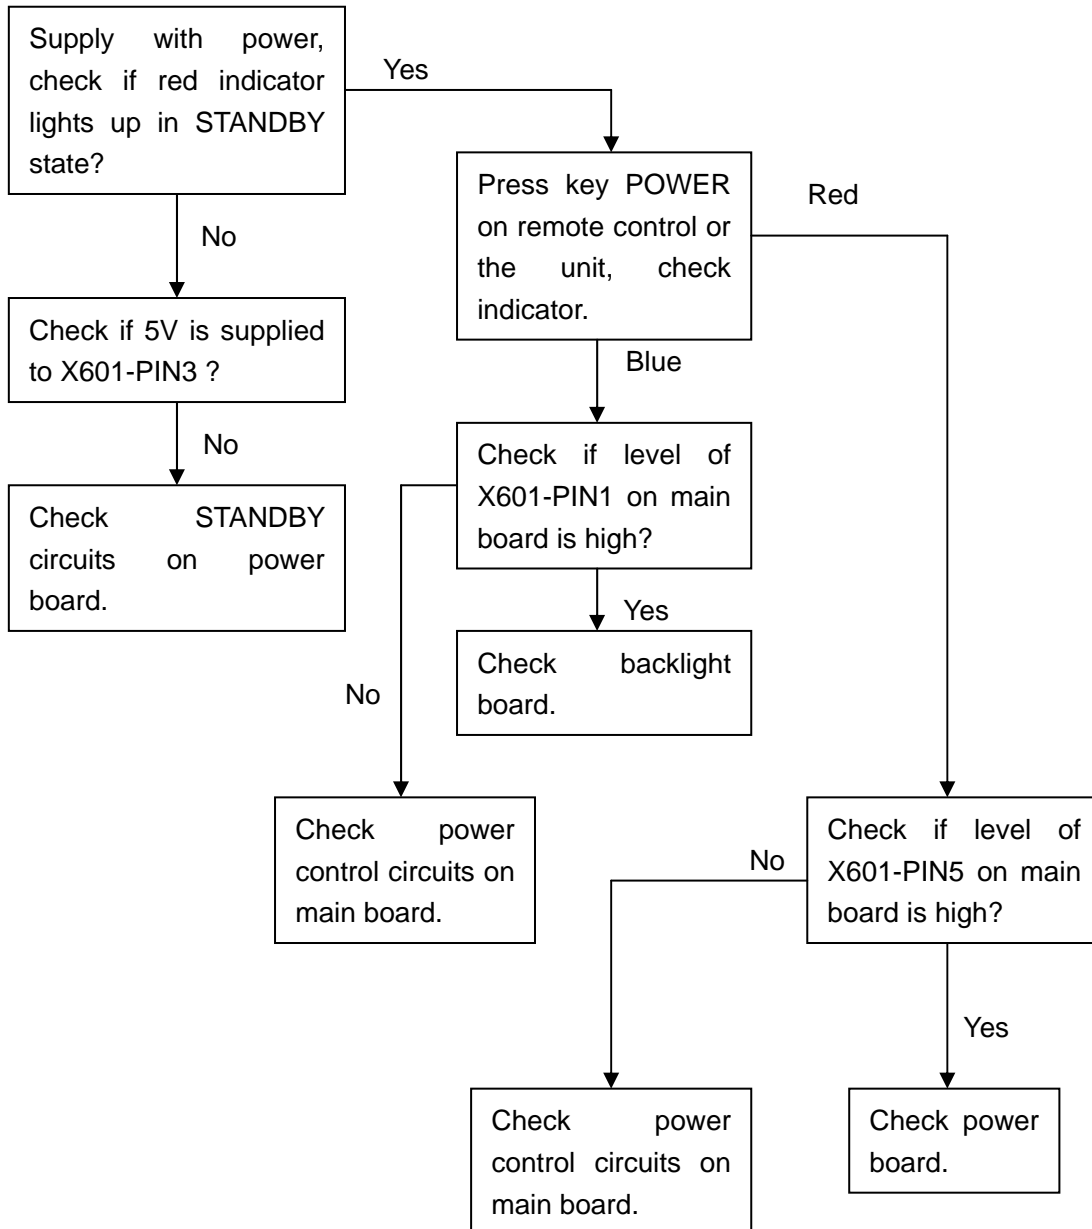 Supply with power,
check if red indicator
lights up in STANDBY
state?
Yes
No
Press key POWER
on remote control or
the unit, check
indicator.
Red
Blue
Check if 5V is supplied
to X601-PIN3 ?
No
Check STANDBY
circuits on power
board.
Check if level of
X601-PIN1 on main
board is high?
Yes
No
Check backlight
board.
Check power
control circuits on
main board.
Check if level of
X601-PIN5 on main
board is high?
No
Yes
Check power
control circuits on
main board.
Check power
board.